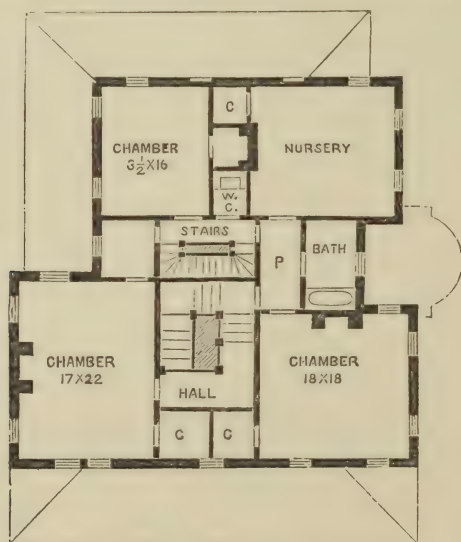 C
CHAMBER
3½X16
NURSERY
W.
C.
STAIRS
P
BATH
CHAMBER
17X22
CHAMBER
18X18
HALL
C
C